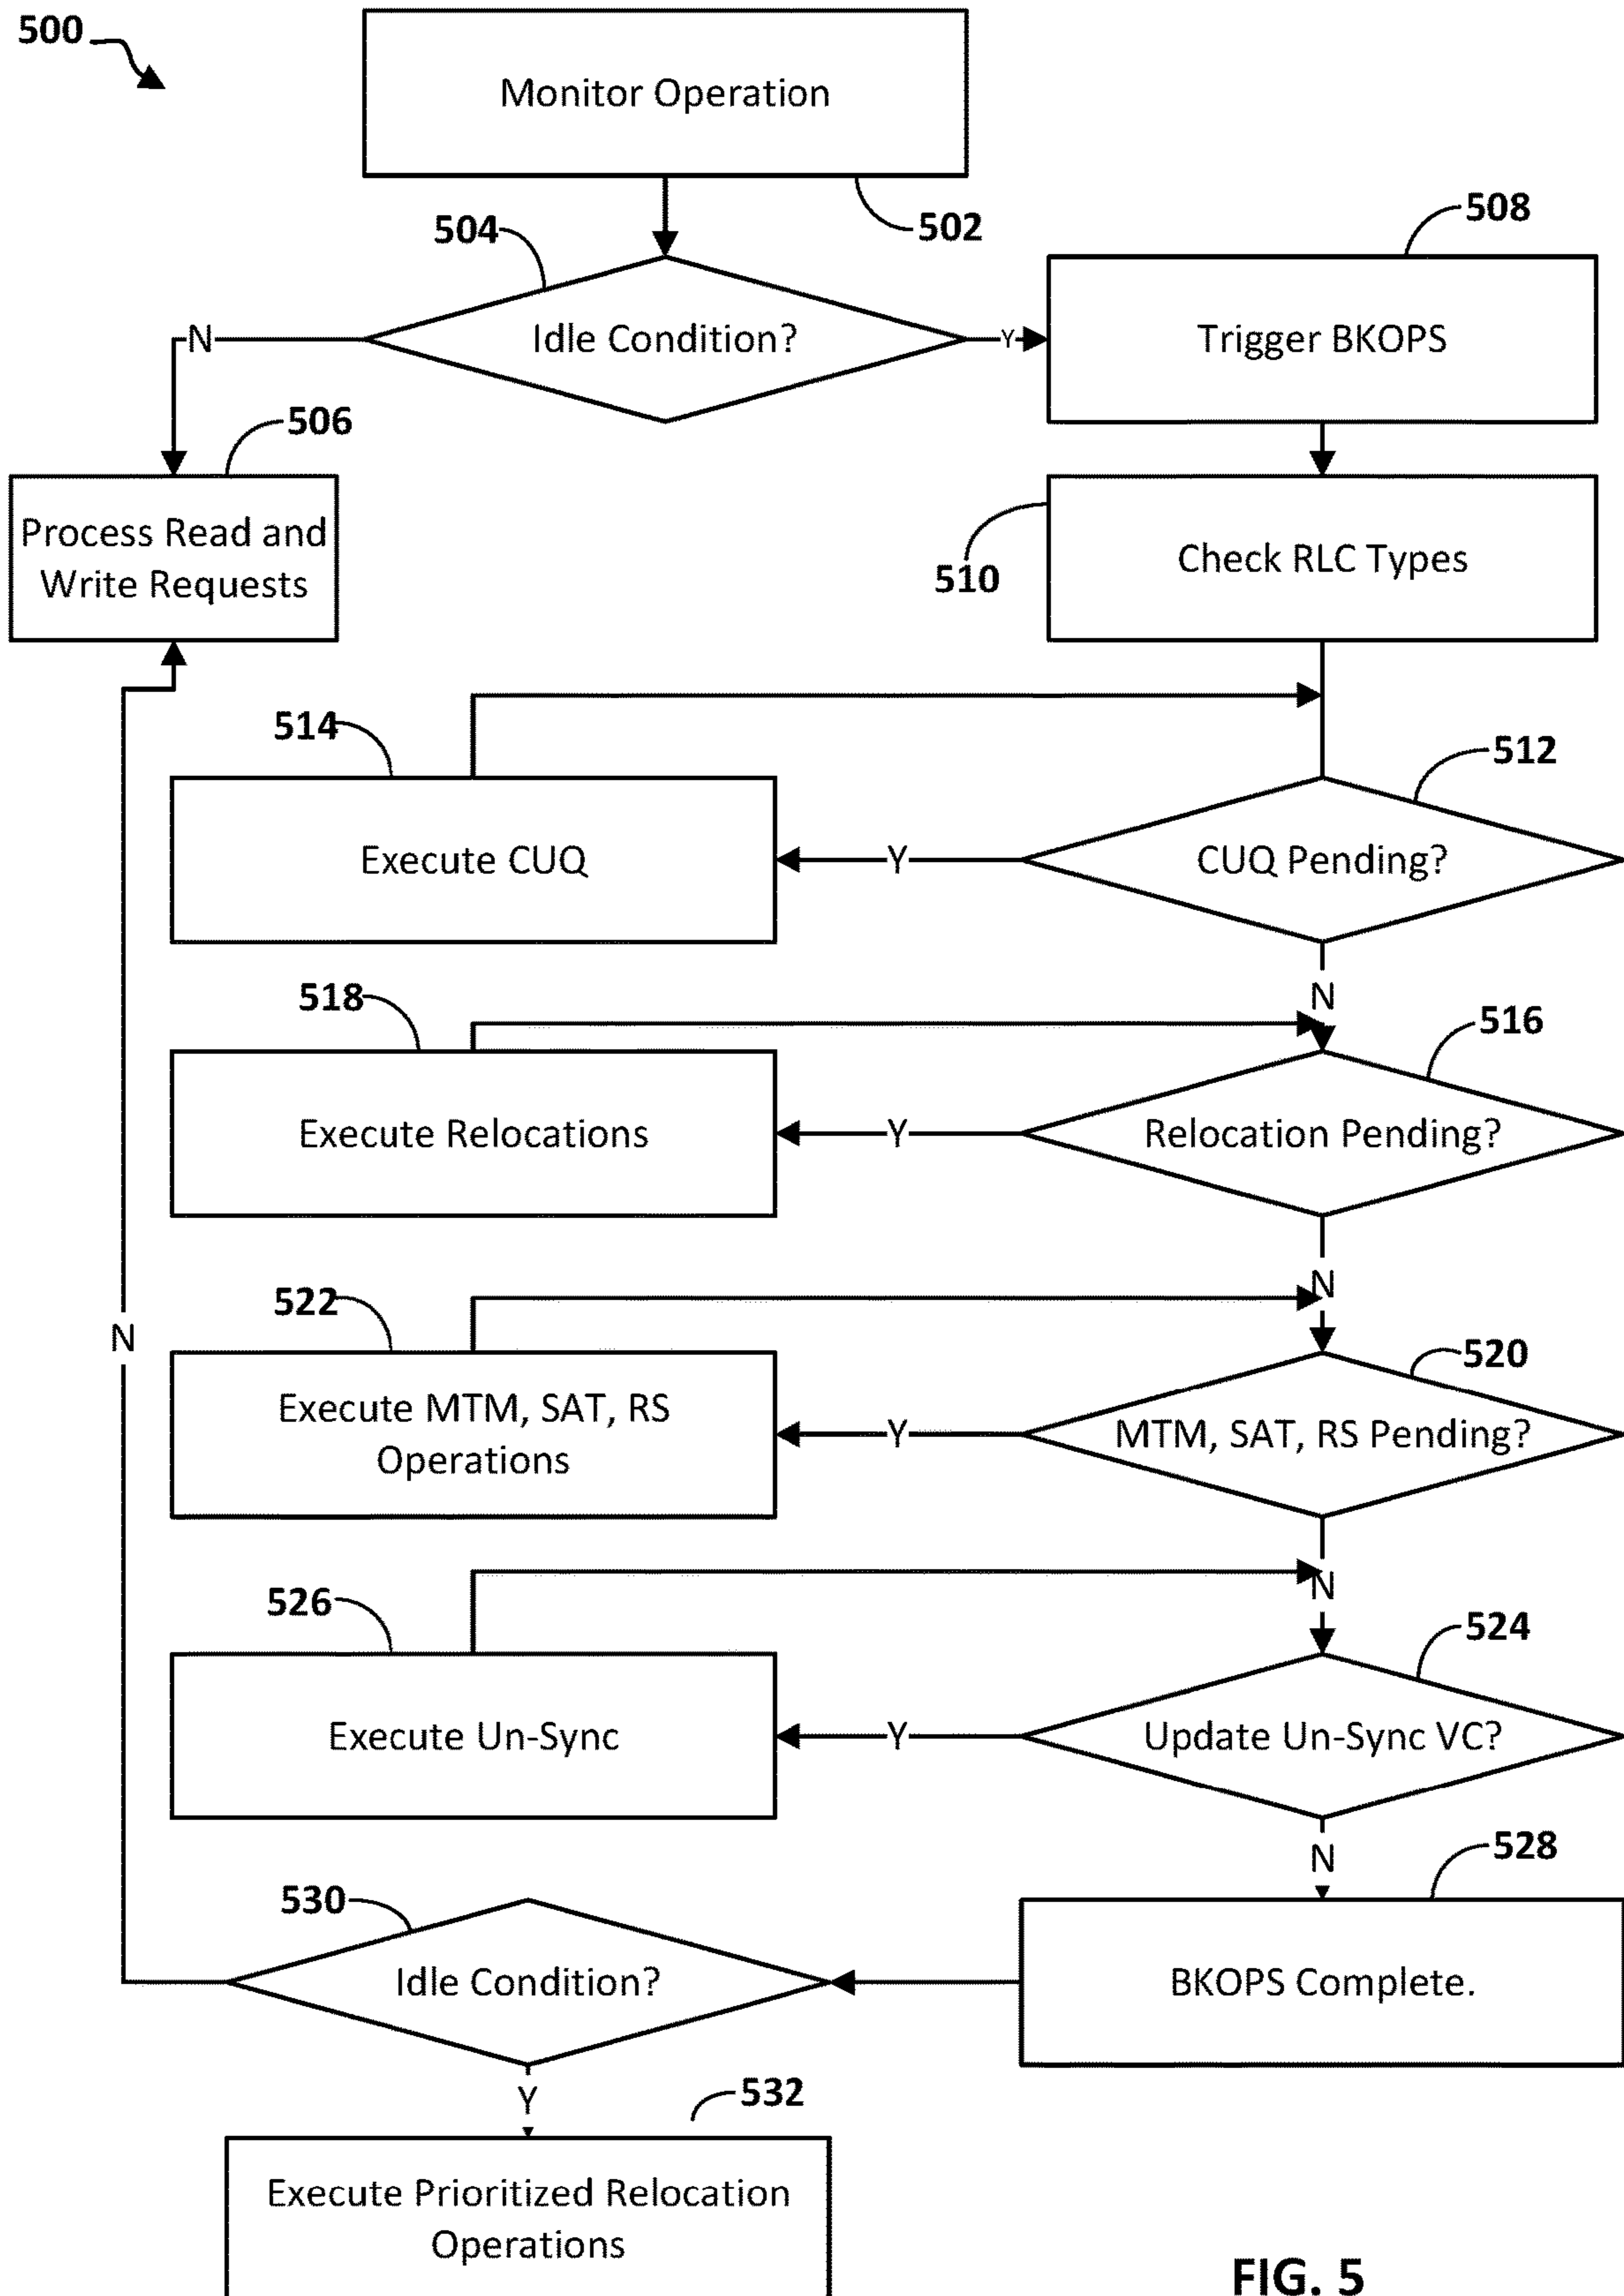 500
Monitor Operation
502
504
508
Idle Condition?
N
Y
Trigger BKOPS
506
Process Read and
Write Requests
510
Check RLC Types
514
512
Execute CUQ
Y
CUQ Pending?
N
518
516
Execute Relocations
Y
Relocation Pending?
N
522
520
N
Execute MTM, SAT, RS
Operations
Y
MTM, SAT, RS Pending?
N
526
524
Execute Un-Sync
Y
Update Un-Sync VC?
N
528
530
Idle Condition?
BKOPS Complete.
Y
532
Execute Prioritized Relocation
Operations
FIG. 5